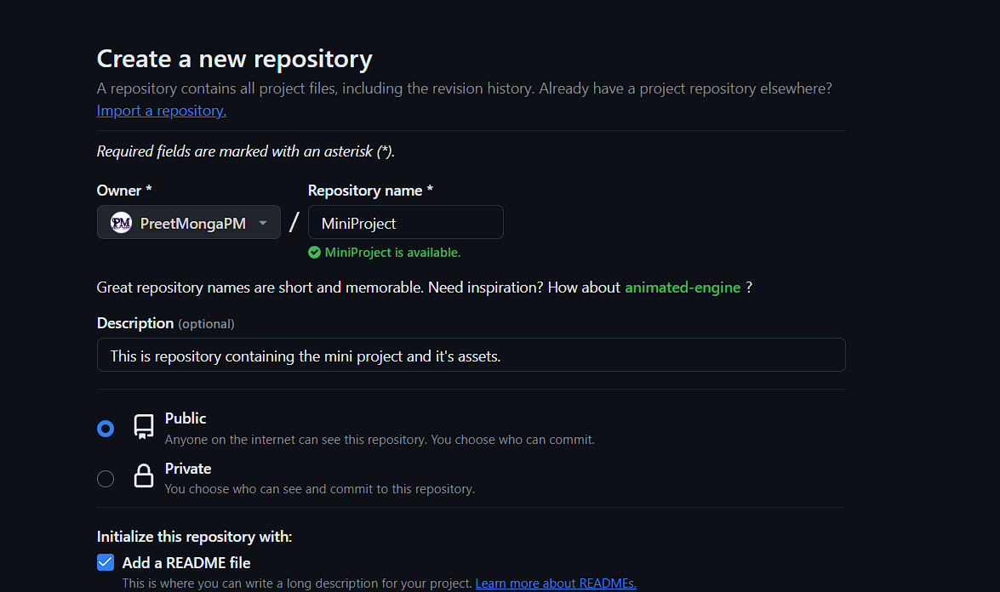 Create a new repository
A repository contains all project files, including the revision history. Already have a project repository elsewhere?
Import a repository.
Required fields are marked with an asterisk (*).
Owner * Repository name *
PM PreetMongaPM / MiniProject
MiniProject is available.
Great repository names are short and memorable. Need inspiration? How about animated-engine ?
Description (optional)
This is repository containing the mini project and it's assets.
Public
Anyone on the internet can see this repository. You choose who can commit.
Private
You choose who can see and commit to this repository.
Initialize this repository with:
Add a README file
This is where you can write a long description for your project. Learn more about READMEs.